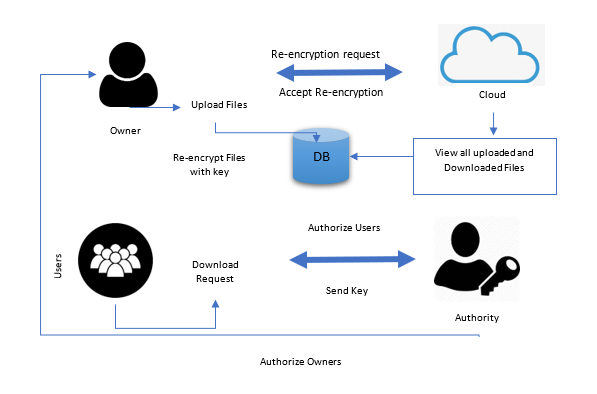 Re-encryption request
Accept Re-encryption
Cloud
Upload Files
Owner
Re-encrypt Files
with key
DB
View all uploaded and
Downloaded Files
Authorize Users
Users
Download
Request
Send Key
Authority
Authorize Owners